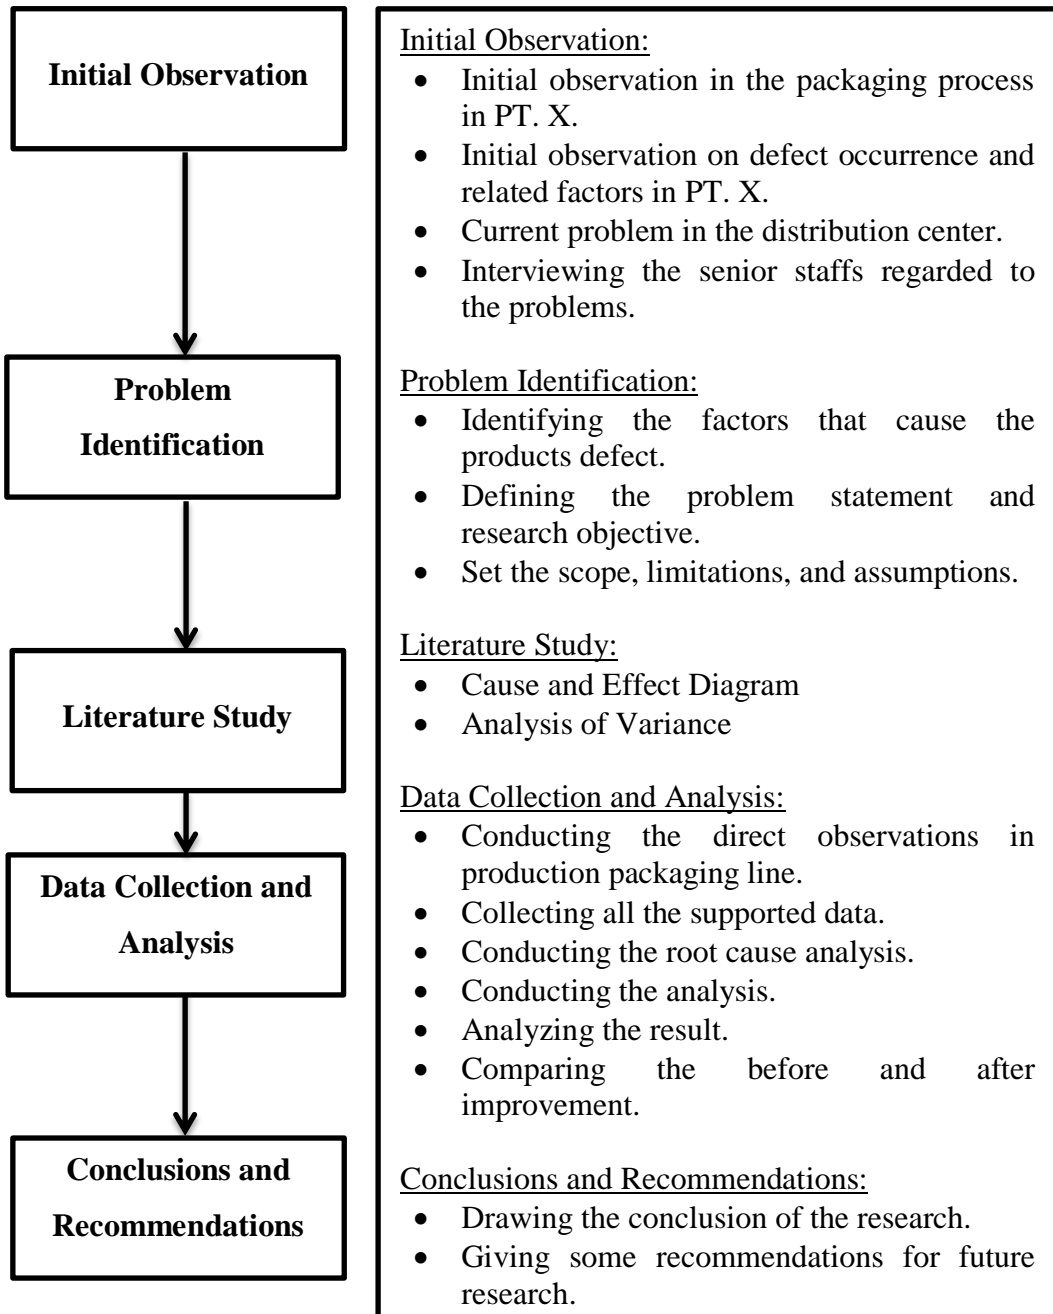 Initial Observation
Problem
Identification
Literature Study
Data Collection and
Analysis
Conclusions and
Recommendations
Initial Observation:
• Initial observation in the packaging process
in PT. X.
• Initial observation on defect occurrence and
related factors in PT. X.
• Current problem in the distribution center.
• Interviewing the senior staffs regarded to
the problems.
Problem Identification:
• Identifying the factors that cause the
products defect.
• Defining the problem statement and
research objective.
• Set the scope, limitations, and assumptions.
Literature Study:
• Cause and Effect Diagram
• Analysis of Variance
Data Collection and Analysis:
• Conducting the direct observations in
production packaging line.
• Collecting all the supported data.
• Conducting the root cause analysis.
• Conducting the analysis.
• Analyzing the result.
• Comparing the before and after
improvement.
Conclusions and Recommendations:
• Drawing the conclusion of the research.
• Giving some recommendations for future
research.